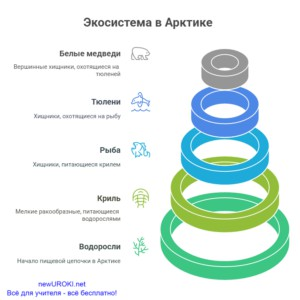 Экосистема в Арктике
Белые медведи
Вершинные хищники, охотящиеся на
тюленей
Тюлени
Хищники, охотящиеся на рыбу
Рыба
Хищники, питающиеся крилем
Криль
Мелкие ракообразные, питающиеся
водорослями
Водоросли
Начало пищевой цепочки в Арктике
newUROKI.net
Всё для учителя - всё бесплатно!